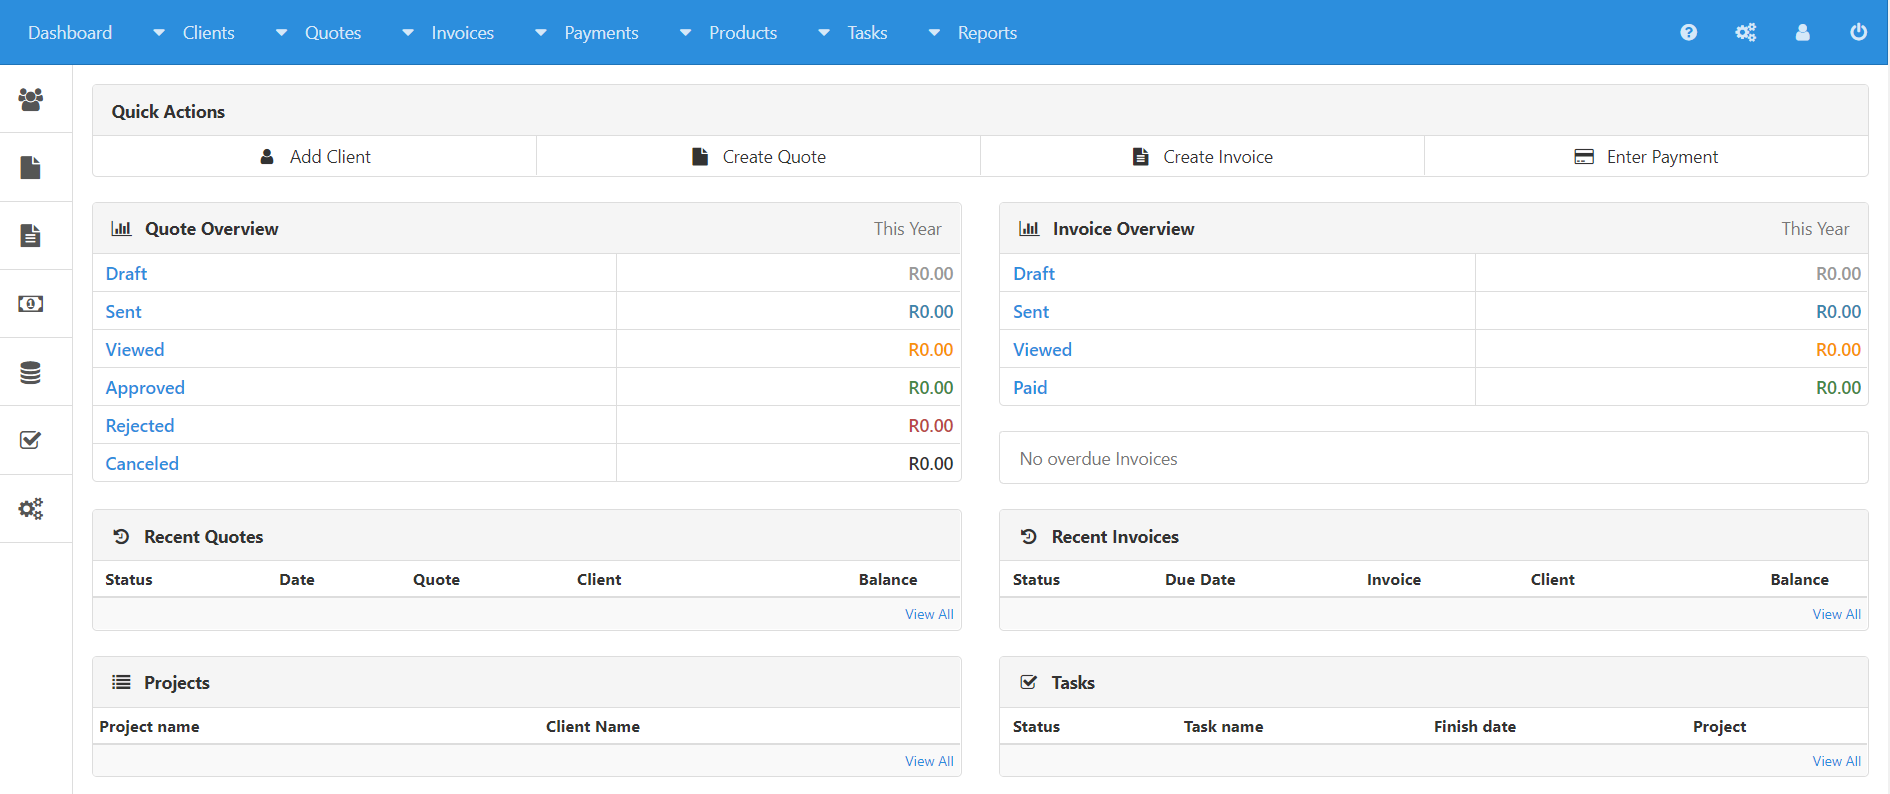 Dashboard Clients Quotes Invoices Payments Products Tasks Reports
Quick Actions
Add Client Create Quote Create Invoice Enter Payment
Quote Overview This Year
Draft R0.00
Sent R0.00
Viewed R0.00
Approved R0.00
Rejected R0.00
Canceled R0.00
Invoice Overview This Year
Draft R0.00
Sent R0.00
Viewed R0.00
Paid R0.00
No overdue Invoices
Recent Quotes
Status Date Quote Client Balance
View All
Recent Invoices
Status Due Date Invoice Client Balance
View All
Projects
Project name Client Name
View All
Tasks
Status Task name Finish date Project
View All